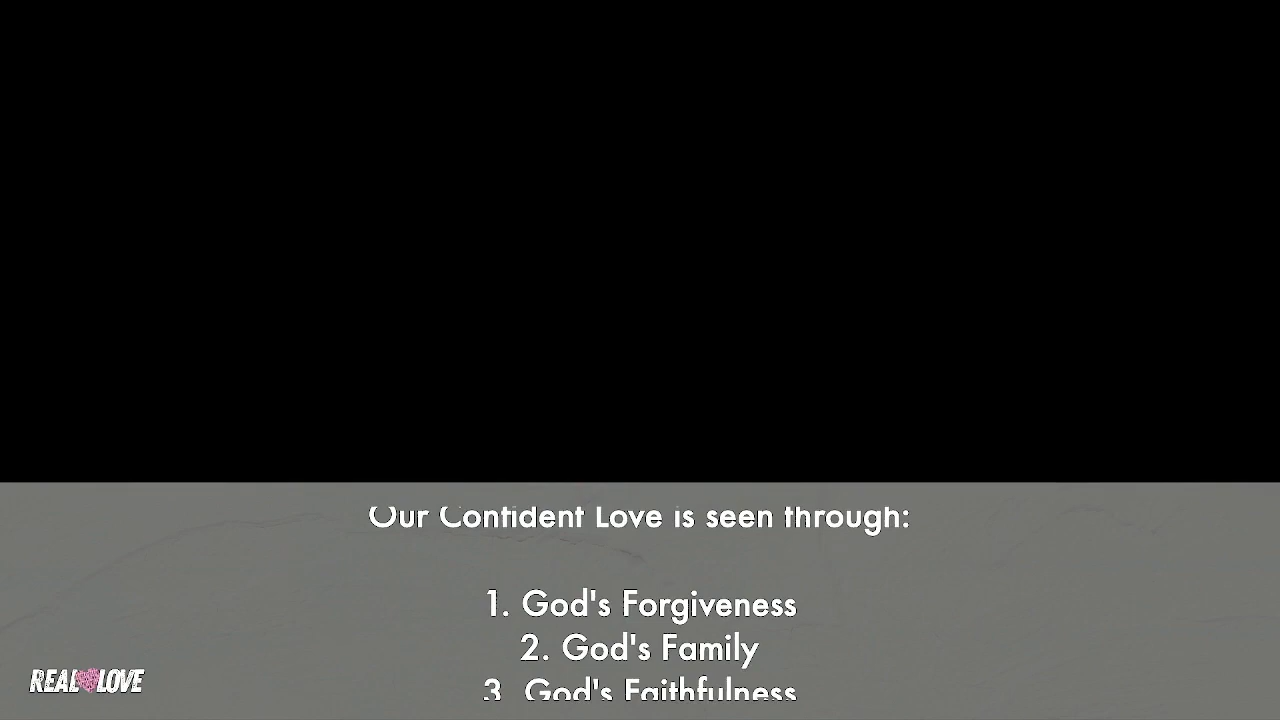 Our Confident Love is seen through:
1. God's Forgiveness
2. God's Family
3. God's Faithfulness
REAL LOVE